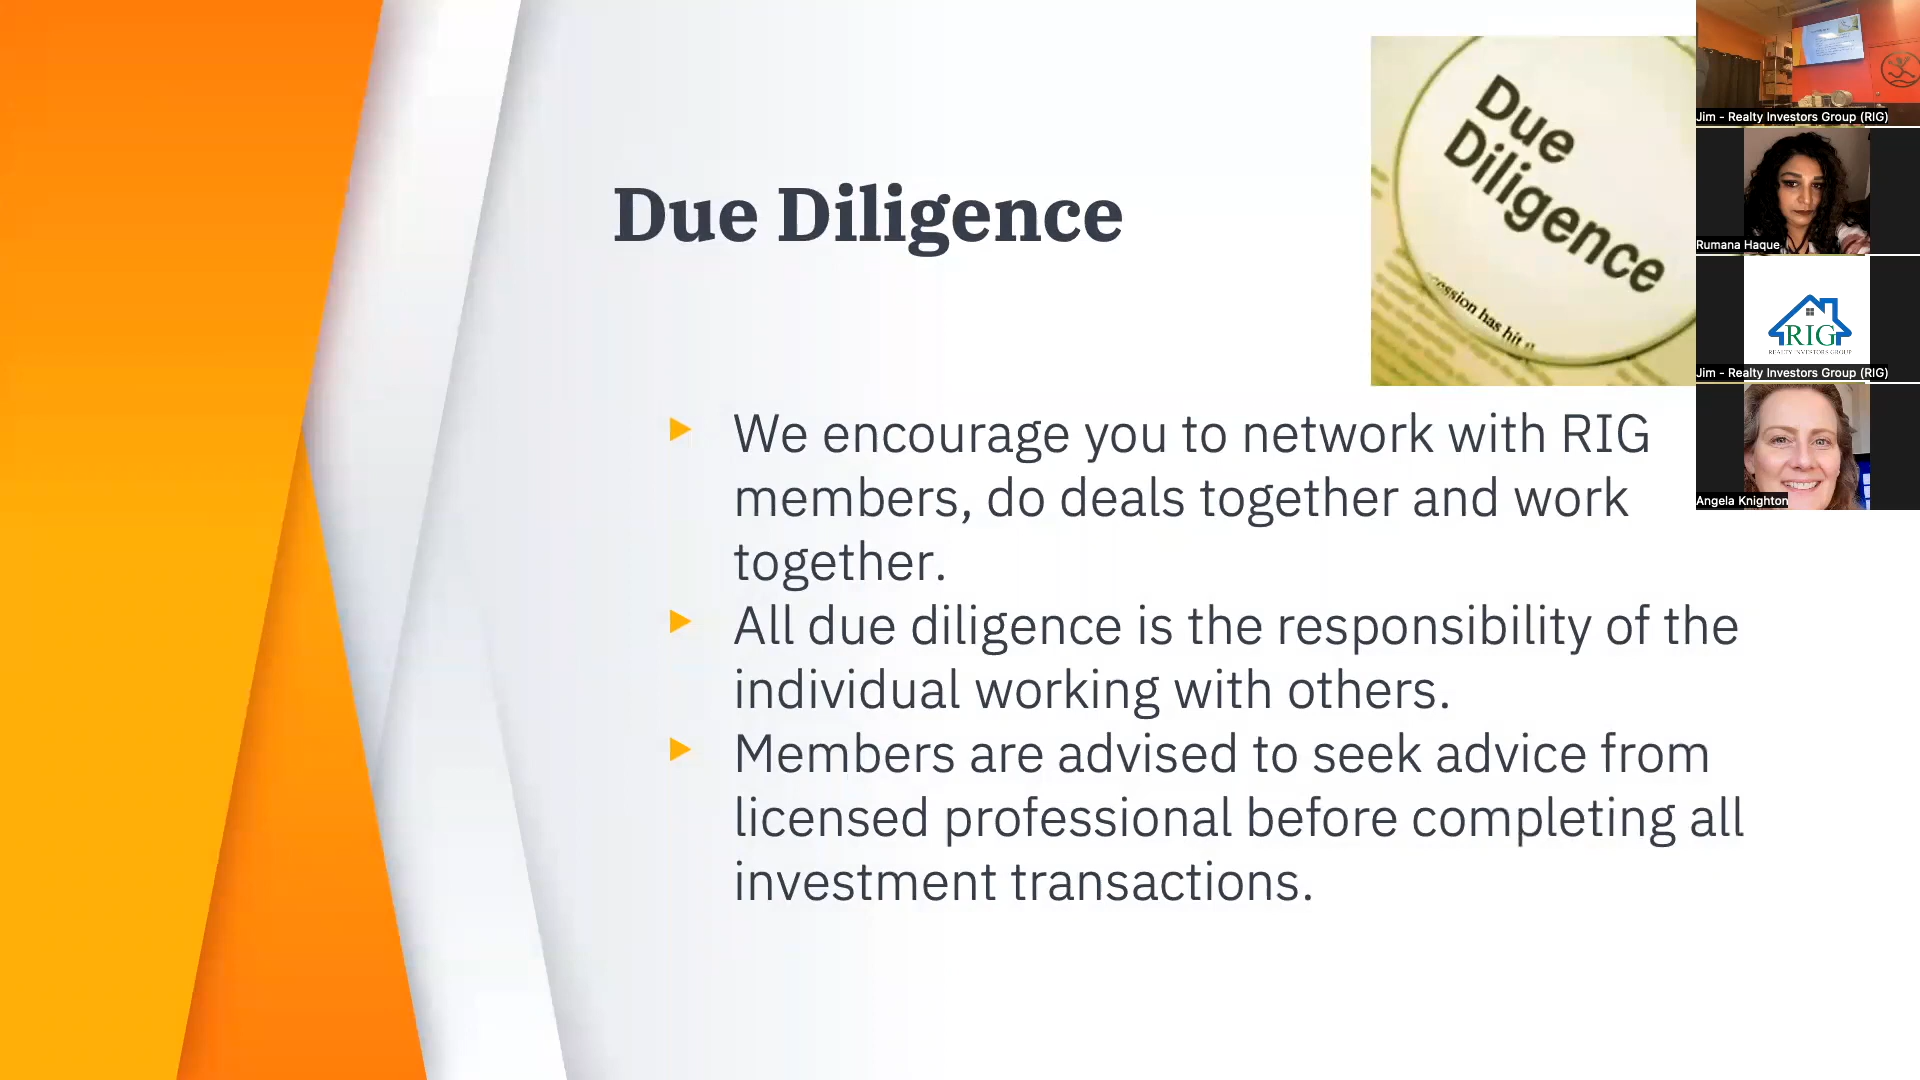 Due Diligence
Due
Diligence
ession has hit
We encourage you to network with RIG
members, do deals together and work
together.
All due diligence is the responsibility of the
individual working with others.
Members are advised to seek advice from
licensed professional before completing all
investment transactions.
Jim - Realty Investors Group (RIG)
Rumana Haque
RIG
REALTY INVESTORS GROUP
Jim - Realty Investors Group (RIG)
Angela Knighton